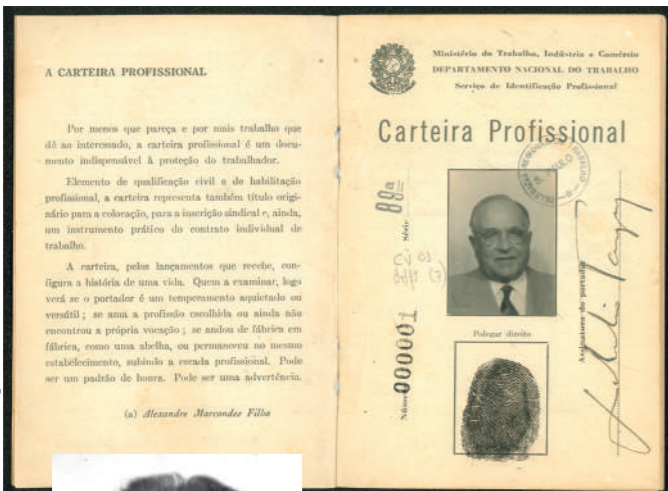 A CARTEIRA PROFISSIONAL
Por menos que pareça e por mais trabalho que
dê ao interessado, a carteira profissional é um docu-
mento indispensável à proteção do trabalhador.
Elemento de qualificação civil e de habilitação
profissional, a carteira representa também título origi-
nário para a colocação, para a inscrição sindical e, ainda,
um instrumento prático do contrato individual de
trabalho.
A carteira, pelos lançamentos que recebe, con-
figura a história de uma vida. Quem a examinar, logo
verá se o portador é um temperamento aquietado ou
versátil ; se ama a profissão escolhida ou ainda não
encontrou a própria vocação ; se andou de fábrica em
fábrica, como uma abelha, ou permaneceu no mesmo
estabelecimento, subindo a escada profissional. Pode
ser um padrão de honra. Pode ser uma advertência.
(a) Alexandre Marcondes Filho
Ministério do Trabalho, Indústria e Comércio
DEPARTAMENTO NACIONAL DO TRABALHO
Serviço de Identificação Profissional
Carteira Profissional
Número 000001 Série 88a
Polegar direito
Assinatura do portador